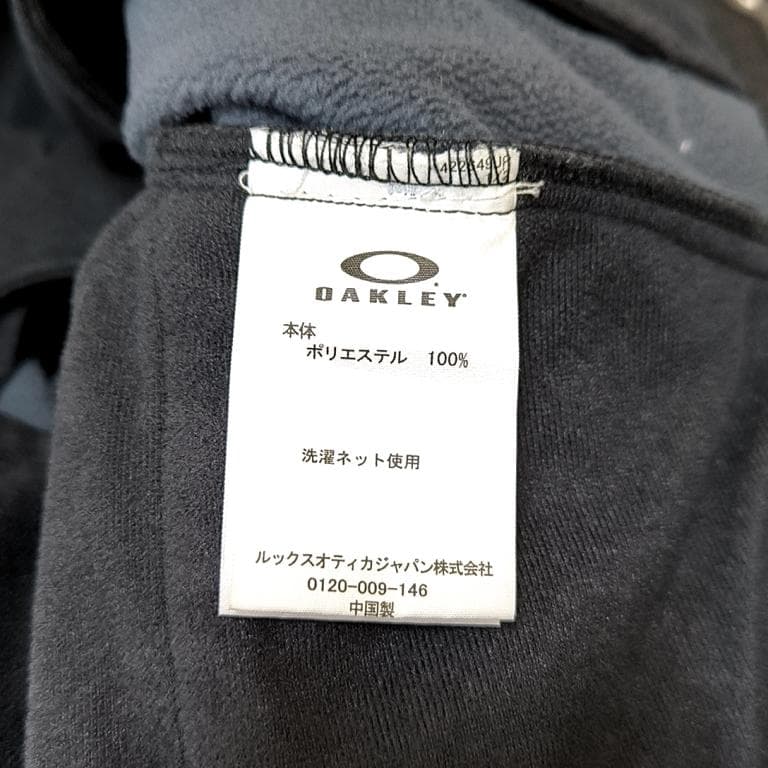 OAKLEY
本体
ポリエステル 100%
洗濯ネット使用
ルックスオティカジャパン株式会社
0120-009-146
中国製